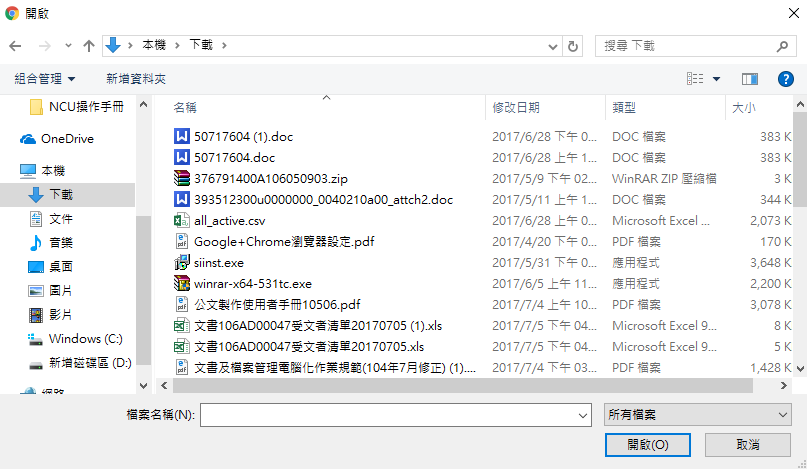 開啟
本機 下載
搜尋 下載
組合管理 新增資料夾
NCU操作手冊
OneDrive
本機
下載
文件
音樂
桌面
圖片
影片
Windows (C:)
新增磁碟區 (D:)
網路
名稱 修改日期 類型 大小
50717604 (1).doc 2017/6/28 下午 0... DOC 檔案 383 K
50717604.doc 2017/6/28 上午 1... DOC 檔案 383 K
376791400A106050903.zip 2017/5/9 下午 02... WinRAR ZIP 壓縮檔 3 K
393512300u0000000_0040210a00_attch2.doc 2017/5/11 上午 1... DOC 檔案 344 K
all_active.csv 2017/6/28 上午 0... Microsoft Excel ... 2,073 K
Google+Chrome瀏覽器設定.pdf 2017/4/20 下午 0... PDF 檔案 170 K
siinst.exe 2017/5/31 下午 0... 應用程式 3,648 K
winrar-x64-531tc.exe 2017/6/5 上午 11... 應用程式 2,200 K
公文製作使用者手冊10506.pdf 2017/7/4 上午 10... PDF 檔案 3,078 K
文書106AD00047受文者清單20170705 (1).xls 2017/7/5 下午 04... Microsoft Excel 9... 8 K
文書106AD00047受文者清單20170705.xls 2017/7/5 下午 04... Microsoft Excel 9... 5 K
文書及檔案管理電腦化作業規範(104年7月修正) (1).... 2017/7/4 下午 03... PDF 檔案 1,428 K
檔案名稱(N): 所有檔案
開啟(O) 取消